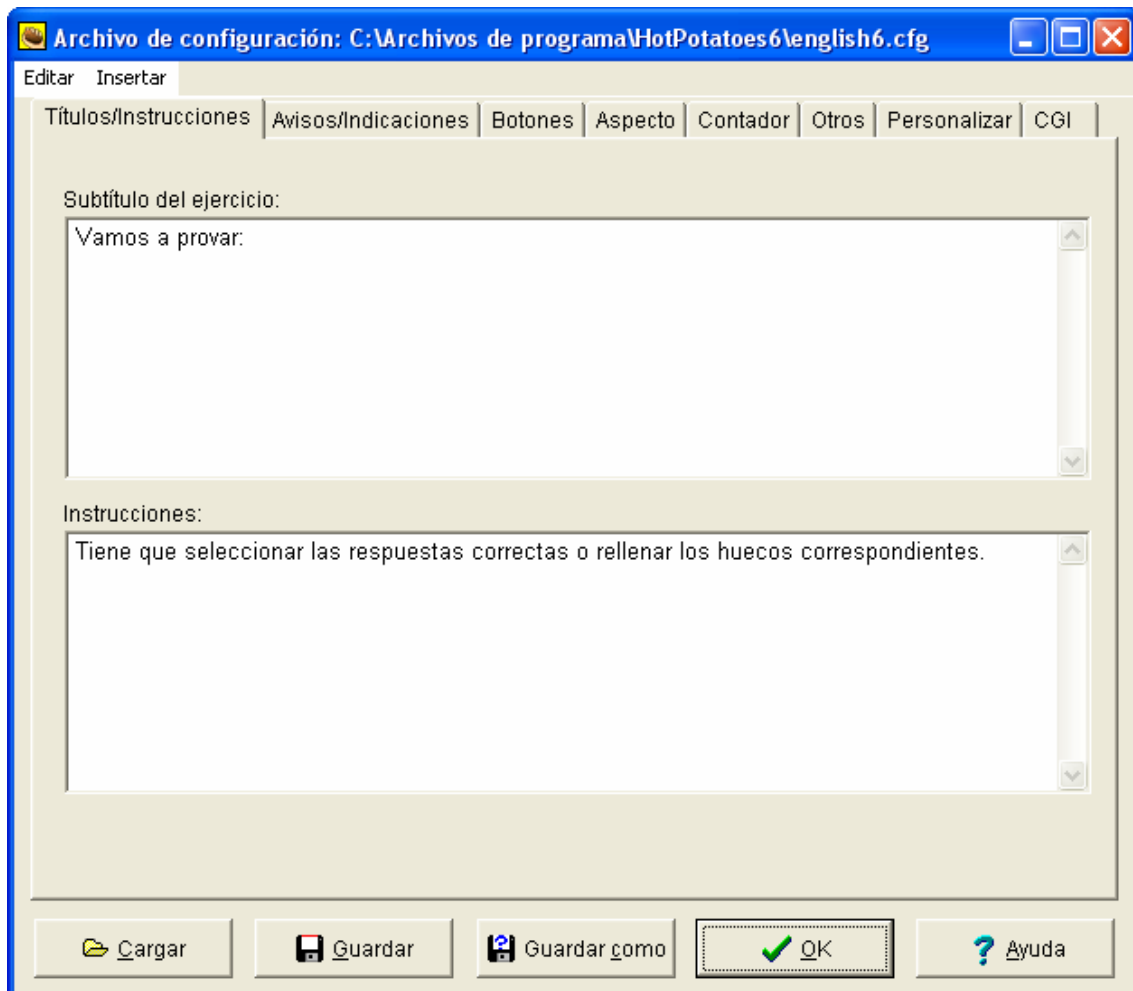 Archivo de configuración: C:\Archivos de programa\HotPotatoes6\english6.cfg
Editar Insertar
Títulos/Instrucciones Avisos/Indicaciones Botones Aspecto Contador Otros Personalizar CGI
Subtítulo del ejercicio:
Vamos a provar:
Instrucciones:
Tiene que seleccionar las respuestas correctas o rellenar los huecos correspondientes.
Cargar Guardar Guardar como OK Ayuda